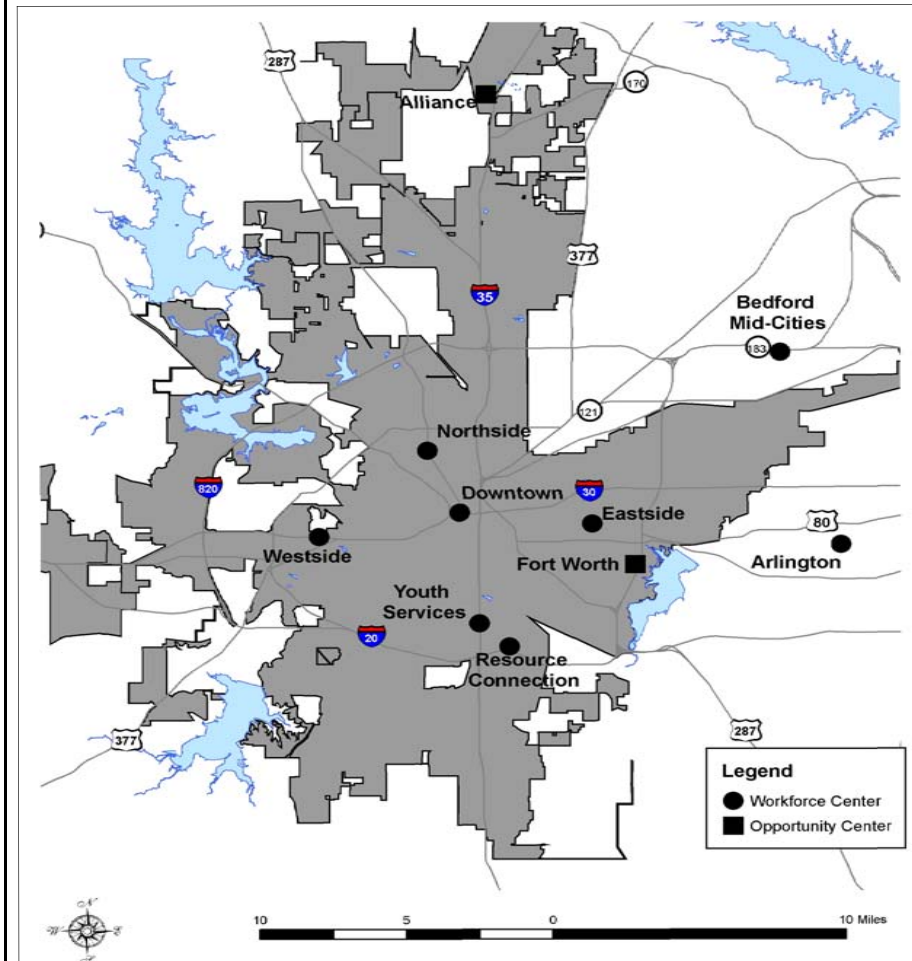 287
170
Alliance
377
35
Bedford
Mid-Cities
183
121
Northside
820
Downtown
30
Eastside
80
Westside
Fort Worth
Arlington
Youth
Services
20
Resource
Connection
377
287
Legend
Workforce Center
Opportunity Center
N
W E
10 5 0 10 Miles